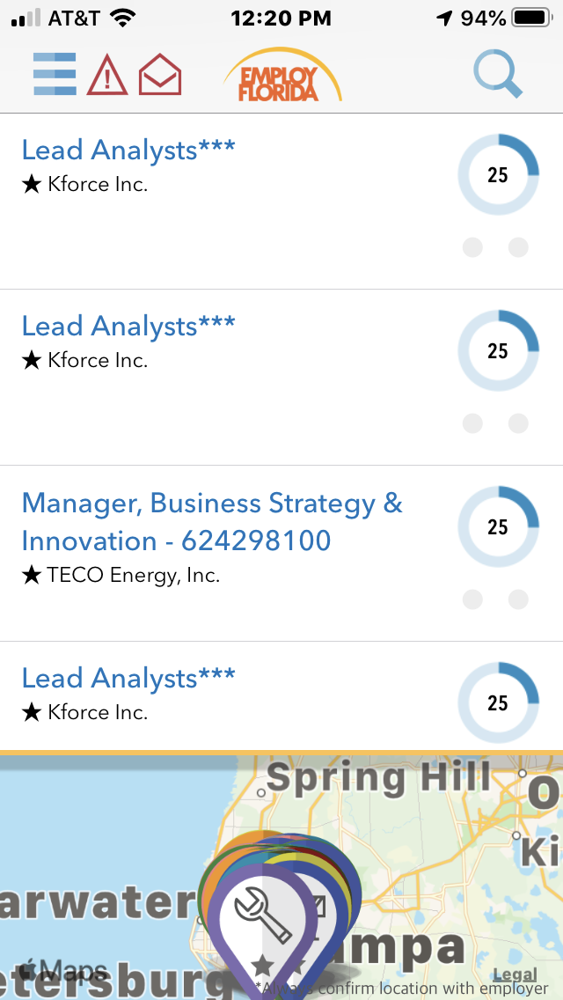 AT&T 12:20 PM 94%
EMPLOY
FLORIDA
Lead Analysts***
★ Kforce Inc.
25
Lead Analysts***
★ Kforce Inc.
25
Manager, Business Strategy &
Innovation - 624298100
★ TECO Energy, Inc.
25
Lead Analysts***
★ Kforce Inc.
25
Spring Hill
O
Ki
arwater
mpa
Maps
etersburg
Legal
*Always confirm location with employer